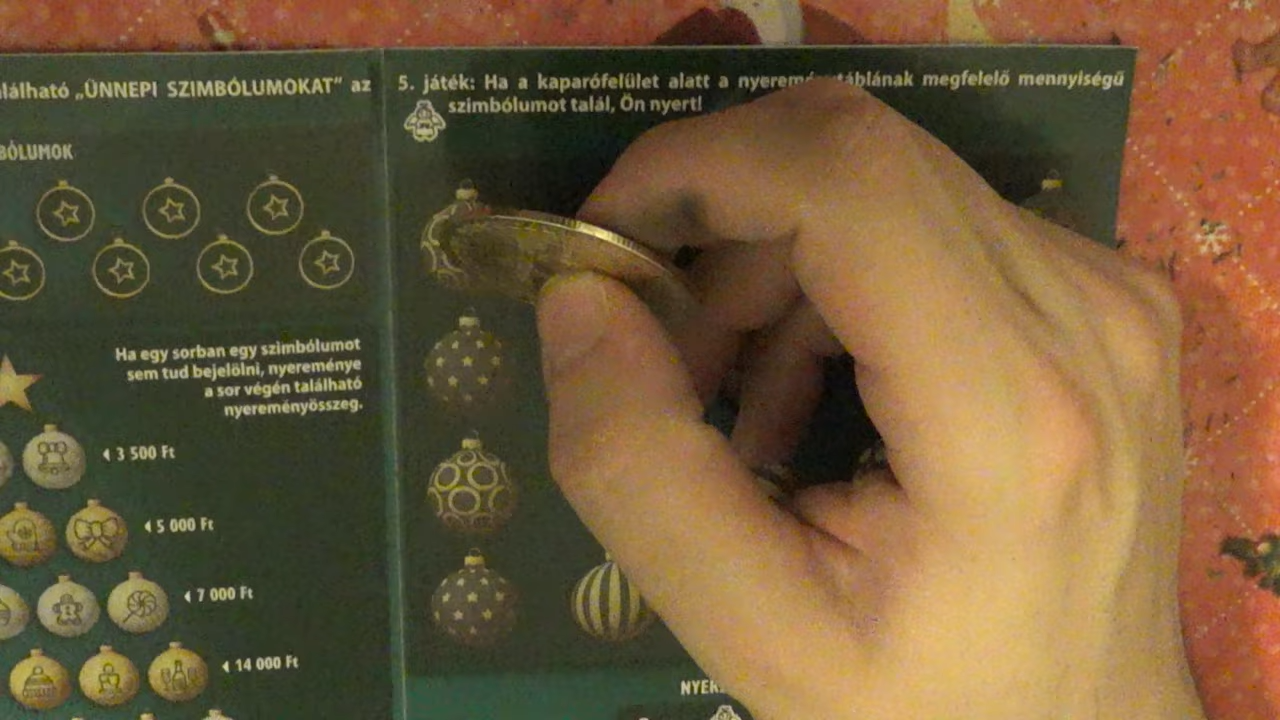 lálható „ÜNNEPI SZIMBÓLUMOKAT” az
BÓLUMOK
Ha egy sorban egy szimbólumot
sem tud bejelölni, nyereménye
a sor végén található
nyereményösszeg.
3 500 Ft
5 000 Ft
7 000 Ft
14 000 Ft
5. játék: Ha a kaparófelület alatt a nyereménytáblának megfelelő mennyiségű
szimbólumot talál, Ön nyert!
NYER